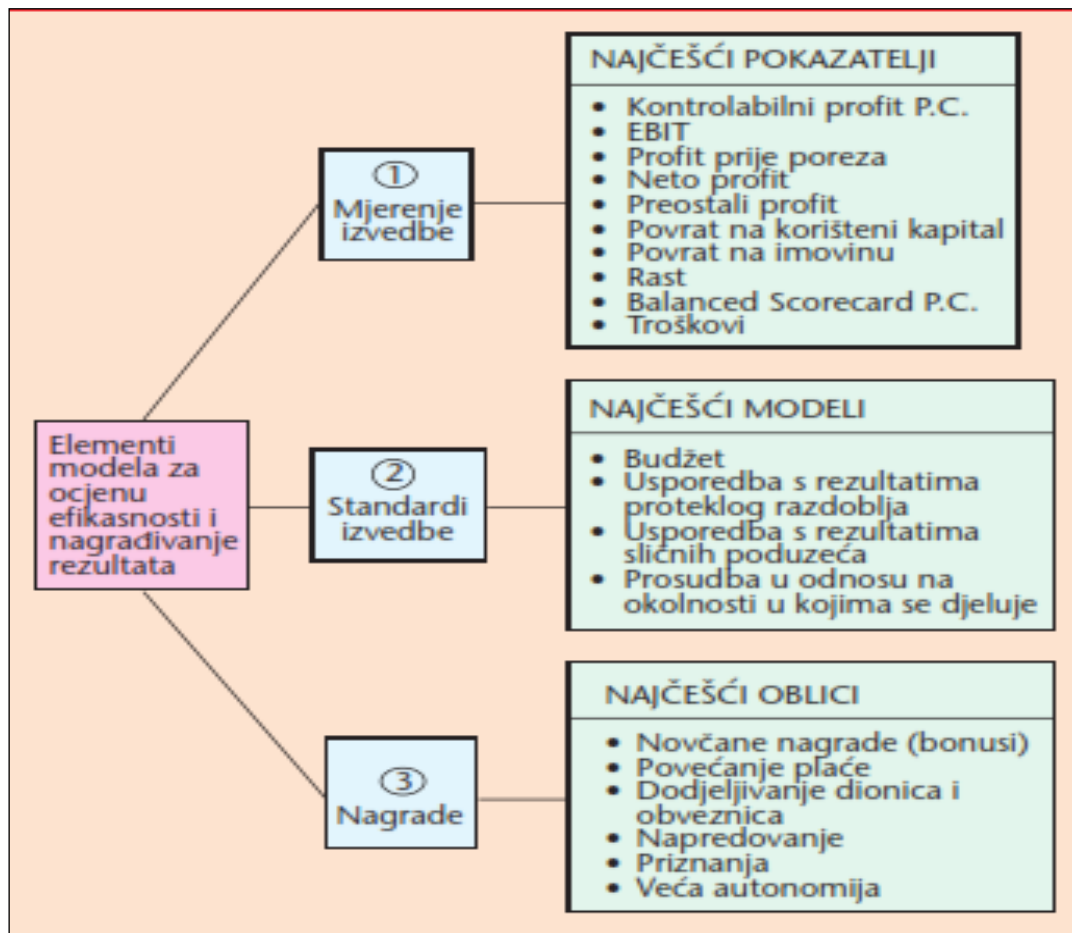 Elementi
modela za
ocjenu
efikasnosti i
nagrađivanje
rezultata
①
Mjerenje
izvedbe
NAJČEŠĆI POKAZATELJI
• Kontrolabilni profit P.C.
• EBIT
• Profit prije poreza
• Neto profit
• Preostali profit
• Povrat na korišteni kapital
• Povrat na imovinu
• Rast
• Balanced Scorecard P.C.
• Troškovi
②
Standardi
izvedbe
NAJČEŠĆI MODELI
• Budžet
• Usporedba s rezultatima
proteklog razdoblja
• Usporedba s rezultatima
sličnih poduzeća
• Prosudba u odnosu na
okolnosti u kojima se djeluje
③
Nagrade
NAJČEŠĆI OBLICI
• Novčane nagrade (bonusi)
• Povećanje plaće
• Dodjeljivanje dionica i
obveznica
• Napredovanje
• Priznanja
• Veća autonomija